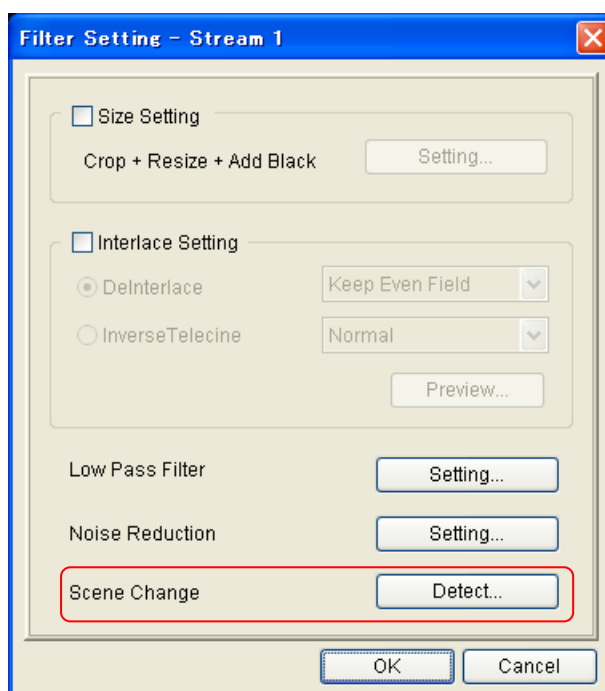 Filter Setting - Stream 1
Size Setting
Crop + Resize + Add Black Setting...
Interlace Setting
DeInterlace Keep Even Field
InverseTelecine Normal
Preview...
Low Pass Filter Setting...
Noise Reduction Setting...
Scene Change Detect...
OK Cancel